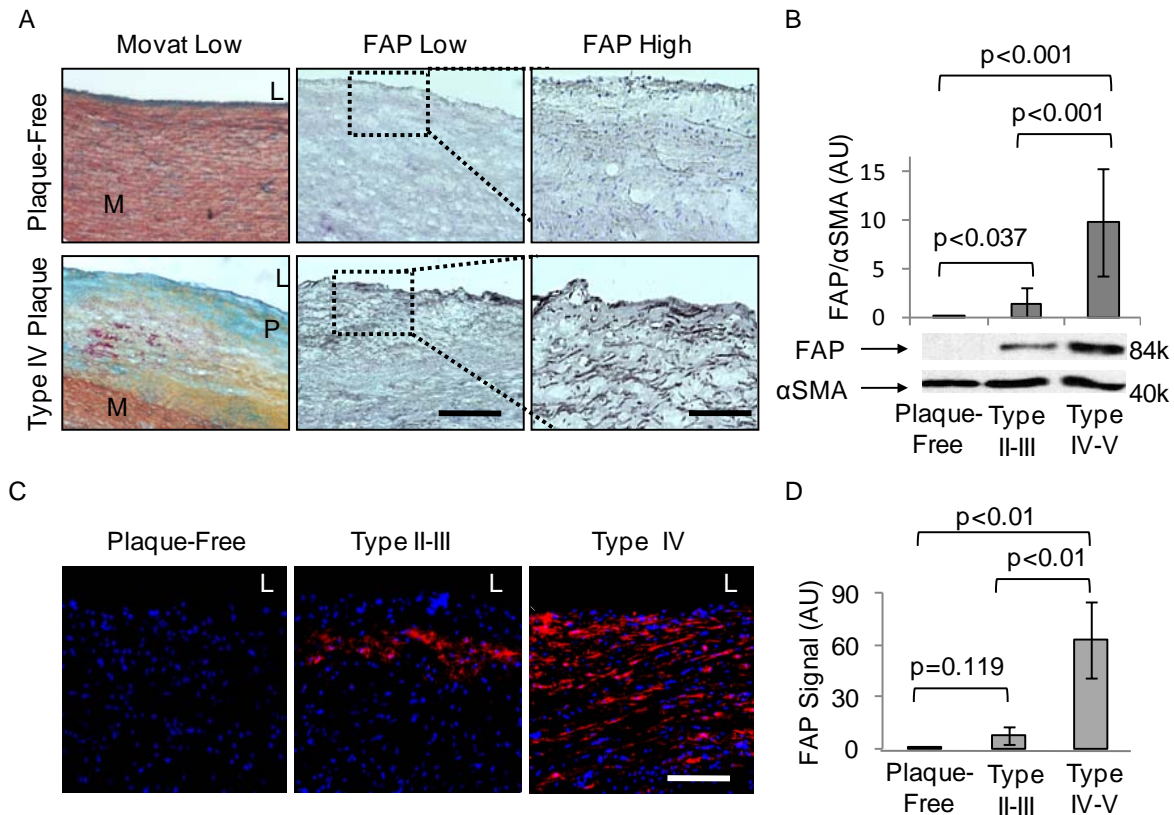 A
Movat Low
FAP Low
FAP High
Plaque-Free
L
M
Type IV Plaque
L
P
M
B
p<0.001
p<0.001
p<0.037
FAP/αSMA (AU)
15
10
5
0
FAP
84k
αSMA
40k
Plaque-
Free
Type
II-III
Type
IV-V
C
Plaque-Free
Type II-III
Type IV
L
L
L
D
p<0.01
p<0.01
p=0.119
FAP Signal (AU)
90
60
30
0
Plaque-
Free
Type
II-III
Type
IV-V